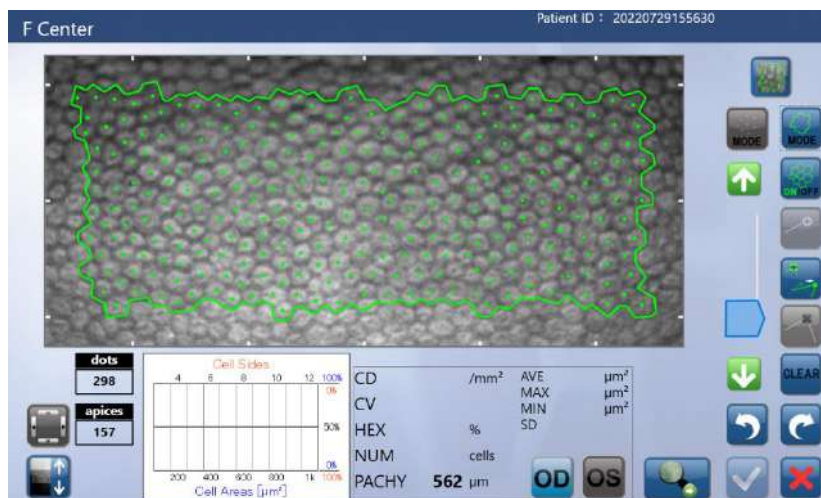 F Center
Patient ID : 20220729155630
MODE MODE
ON/OFF
dots
298
apices
157
CLEAR
Cell Sides
4 6 8 10 12 100%
0%
50%
0%
200 400 600 800 1k 100%
Cell Areas [μm²]
CD /mm²
CV
HEX %
NUM cells
PACHY 562 μm
AVE μm²
MAX μm²
MIN μm²
SD
OD OS